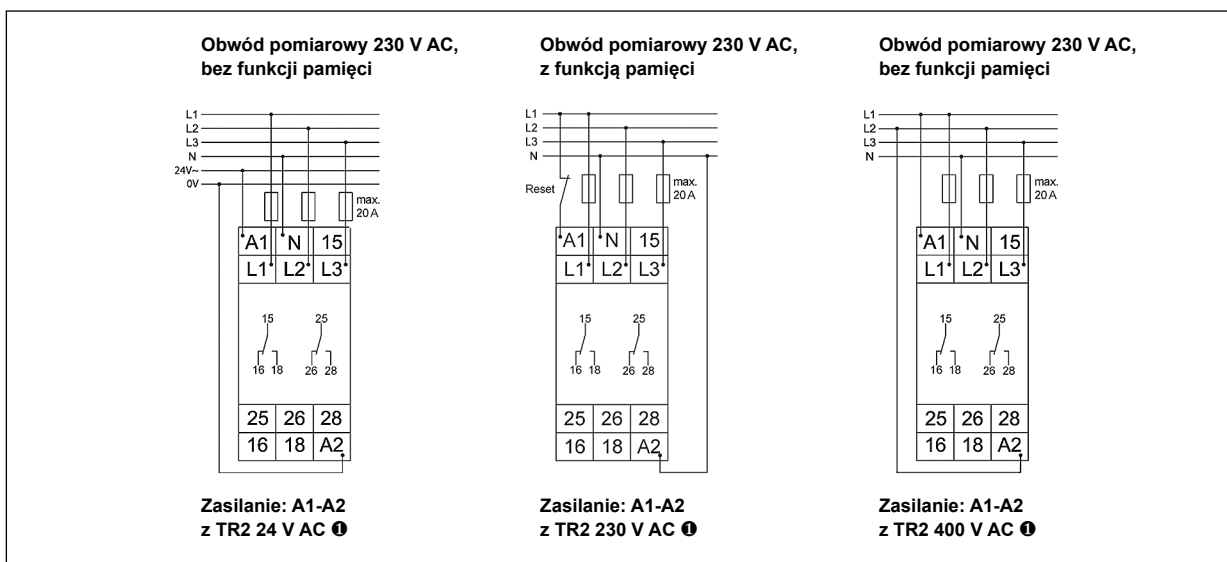 Obwód pomiarowy 230 V AC,
bez funkcji pamięci
L1
L2
L3
N
24V~
0V
max.
20 A
A1 N 15
L1 L2 L3
15 25
16 18 26 28
25 26 28
16 18 A2
Zasilanie: A1-A2
z TR2 24 V AC ❶
Obwód pomiarowy 230 V AC,
z funkcją pamięci
L1
L2
L3
N
Reset
max.
20 A
A1 N 15
L1 L2 L3
15 25
16 18 26 28
25 26 28
16 18 A2
Zasilanie: A1-A2
z TR2 230 V AC ❶
Obwód pomiarowy 230 V AC,
bez funkcji pamięci
L1
L2
L3
N
max.
20 A
A1 N 15
L1 L2 L3
15 25
16 18 26 28
25 26 28
16 18 A2
Zasilanie: A1-A2
z TR2 400 V AC ❶